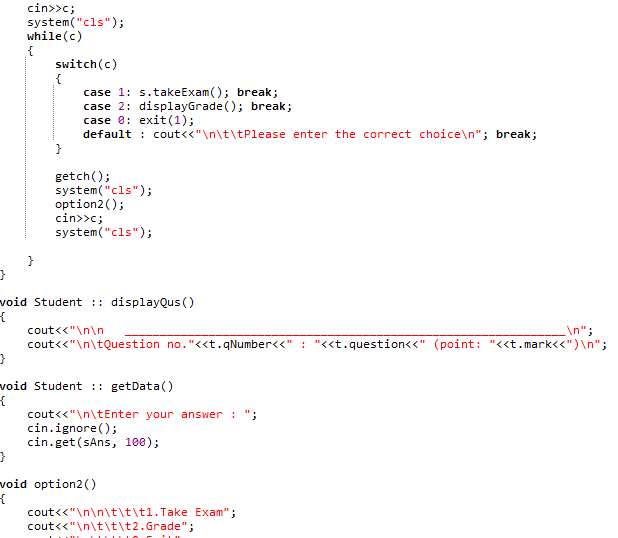 cin>>c;
system("cls");
while(c)
{
switch(c)
{
case 1: s.takeExam(); break;
case 2: displayGrade(); break;
case 0: exit(1);
default : cout<<"\n\t\tPlease enter the correct choice\n"; break;
}
getch();
system("cls");
option2();
cin>>c;
system("cls");
}
}
void Student :: displayQus()
{
cout<<"\n\n   _______________________________________________________________\n";
cout<<"\n\tQuestion no."<<t.qNumber<<" : "<<t.question<<" (point: "<<t.mark<<")\n";
}
void Student :: getData()
{
cout<<"\n\tEnter your answer : ";
cin.ignore();
cin.get(sAns, 100);
}
void option2()
{
cout<<"\n\n\t\t\t1.Take Exam";
cout<<"\n\t\t\t2.Grade";